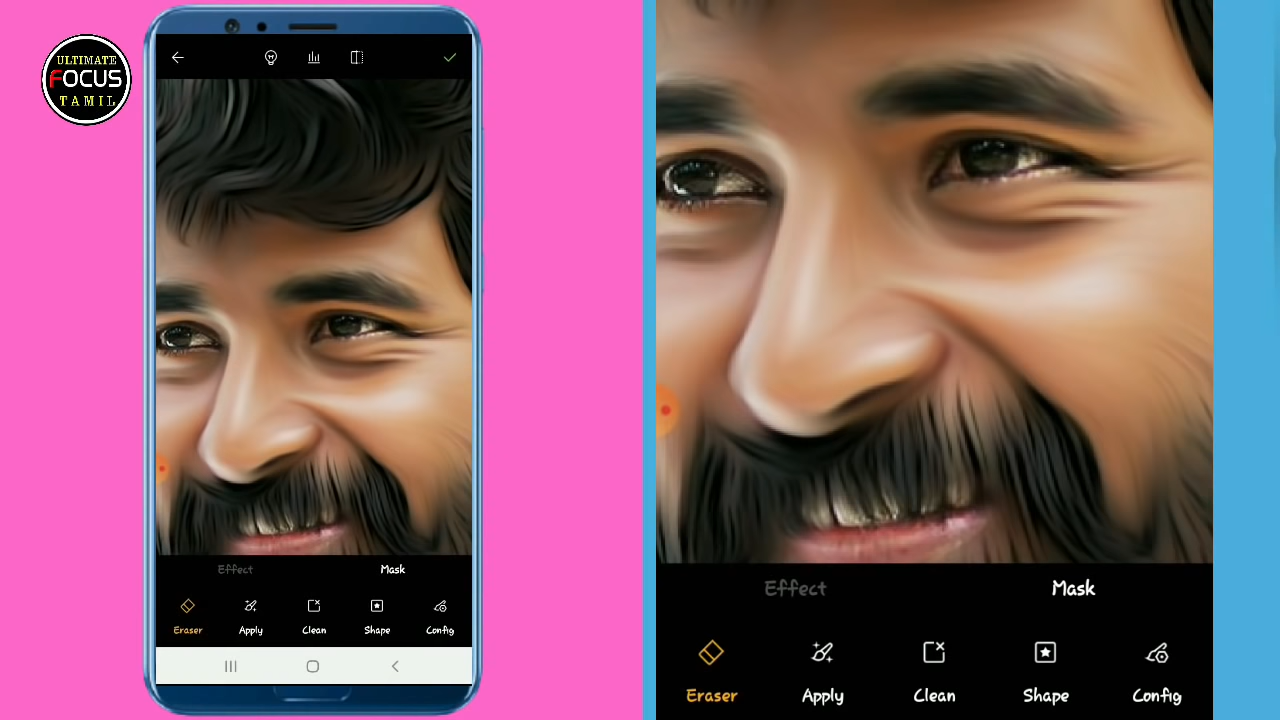 ULTIMATE
FOCUS
TAMIL
Effect
Mask
Eraser
Apply
Clean
Shape
Config
Effect
Mask
Eraser
Apply
Clean
Shape
Config